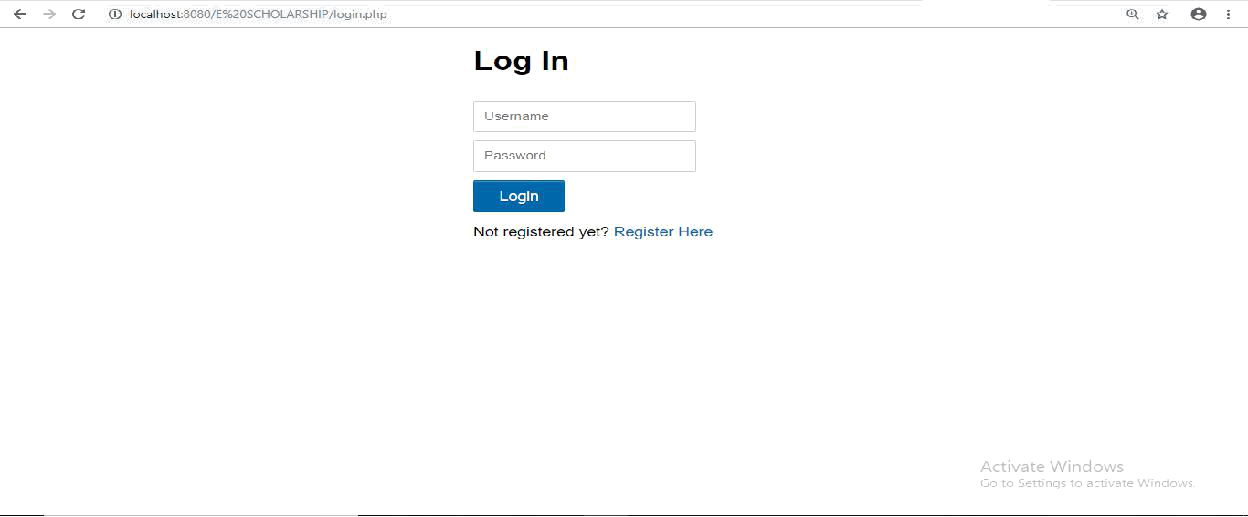 localhost:8080/E%20SCHOLARSHIP/login.php
Log In
Username
Password
Login
Not registered yet? Register Here
Activate Windows
Go to Settings to activate Windows.